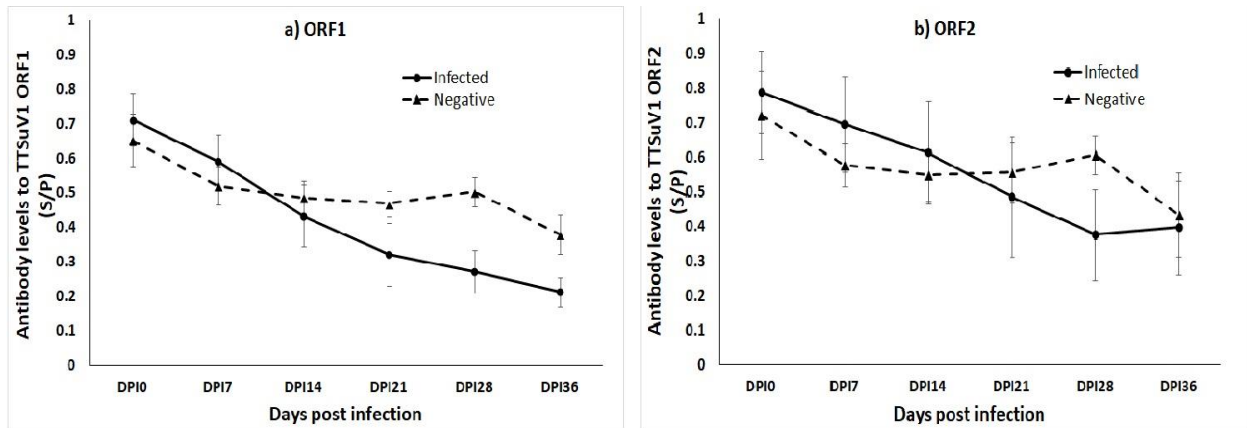 a) ORF1
Antibody levels to TTSuV1 ORF1
(S/P)
1
0.9
0.8
0.7
0.6
0.5
0.4
0.3
0.2
0.1
0
Infected
Negative
DPI0 DPI7 DPI14 DPI21 DPI28 DPI36
Days post infection
b) ORF2
Antibody levels to TTSuV1 ORF2
(S/P)
1
0.9
0.8
0.7
0.6
0.5
0.4
0.3
0.2
0.1
0
Infected
Negative
DPI0 DPI7 DPI14 DPI21 DPI28 DPI36
Days post infection